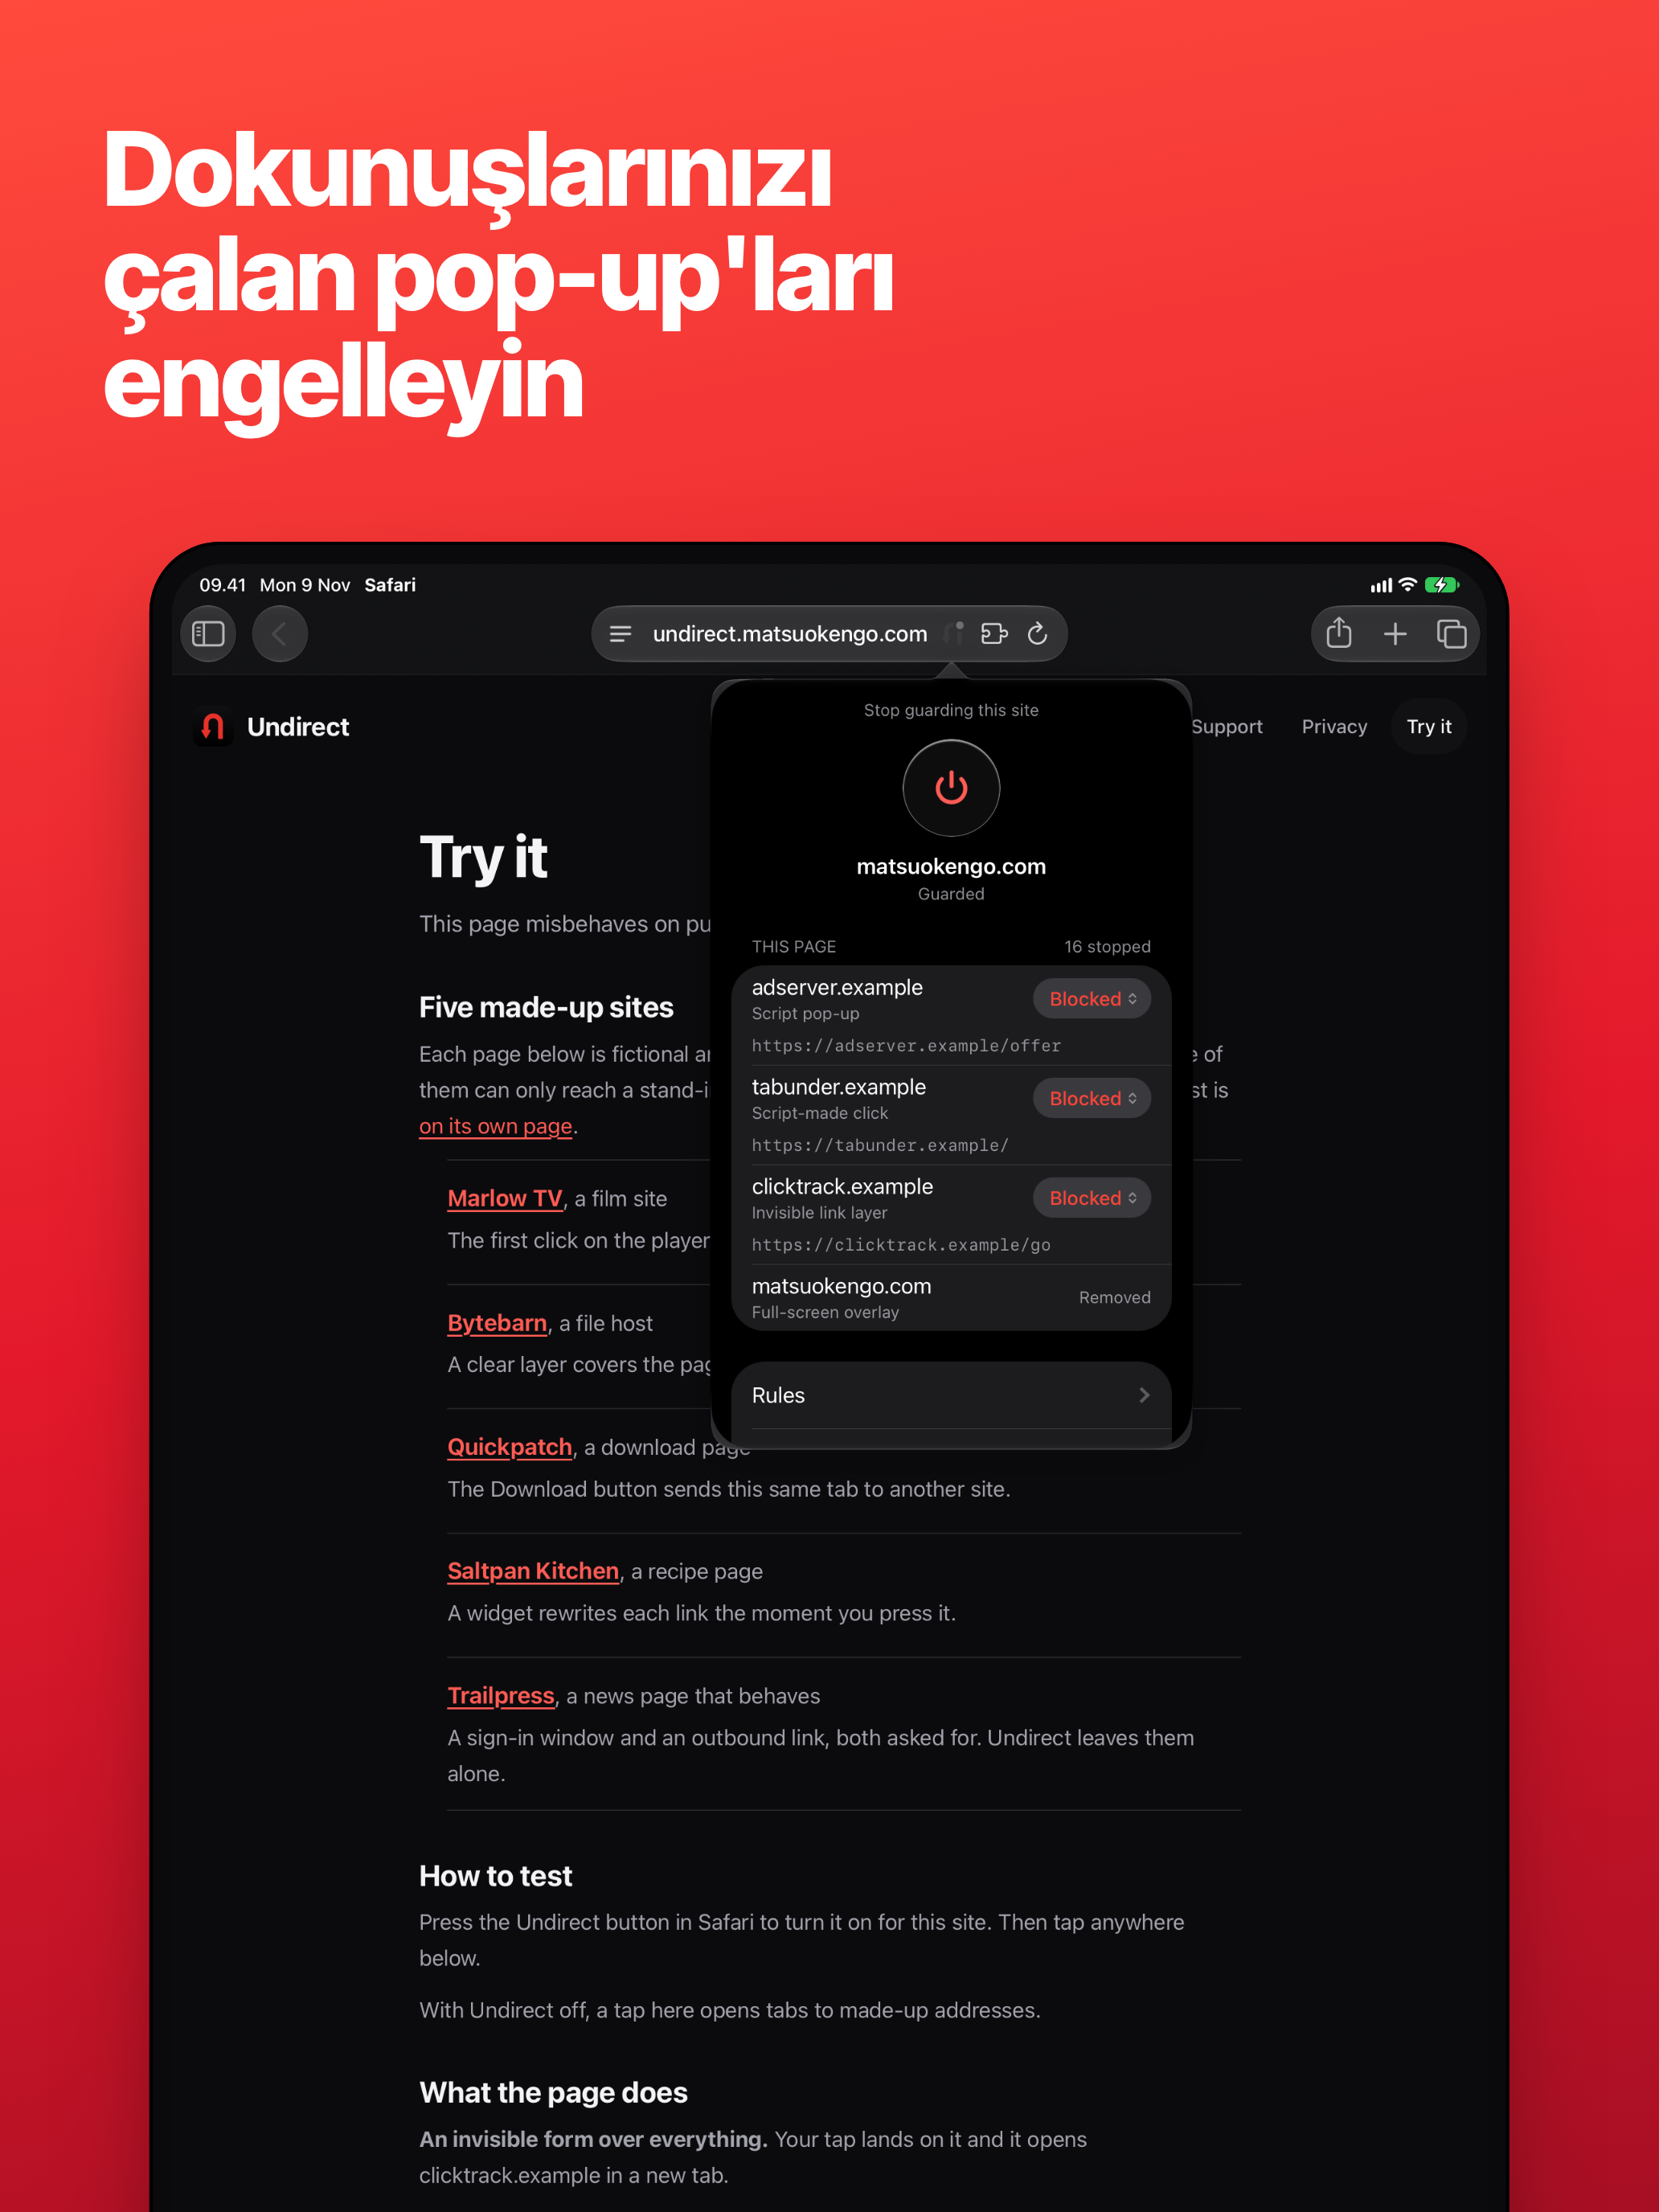 Dokunuşlarınızı
çalan pop-up'ları
engelleyin
09.41 Mon 9 Nov Safari
undirect.matsuokengo.com
Undirect
Support Privacy Try it
Stop guarding this site
matsuokengo.com
Guarded
THIS PAGE 16 stopped
adserver.example Blocked
Script pop-up
https://adserver.example/offer
tabunder.example Blocked
Script-made click
https://tabunder.example/
clicktrack.example Blocked
Invisible link layer
https://clicktrack.example/go
matsuokengo.com Removed
Full-screen overlay
Rules
Try it
This page misbehaves on
Five made-up sites
Each page below is fictional of
them can only reach a is
on its own page.
Marlow TV, a film site
The first click on the player
Bytebarn, a file host
A clear layer covers the
Quickpatch, a download page
The Download button sends this same tab to another site.
Saltpan Kitchen, a recipe page
A widget rewrites each link the moment you press it.
Trailpress, a news page that behaves
A sign-in window and an outbound link, both asked for. Undirect leaves them
alone.
How to test
Press the Undirect button in Safari to turn it on for this site. Then tap anywhere
below.
With Undirect off, a tap here opens tabs to made-up addresses.
What the page does
An invisible form over everything. Your tap lands on it and it opens
clicktrack.example in a new tab.